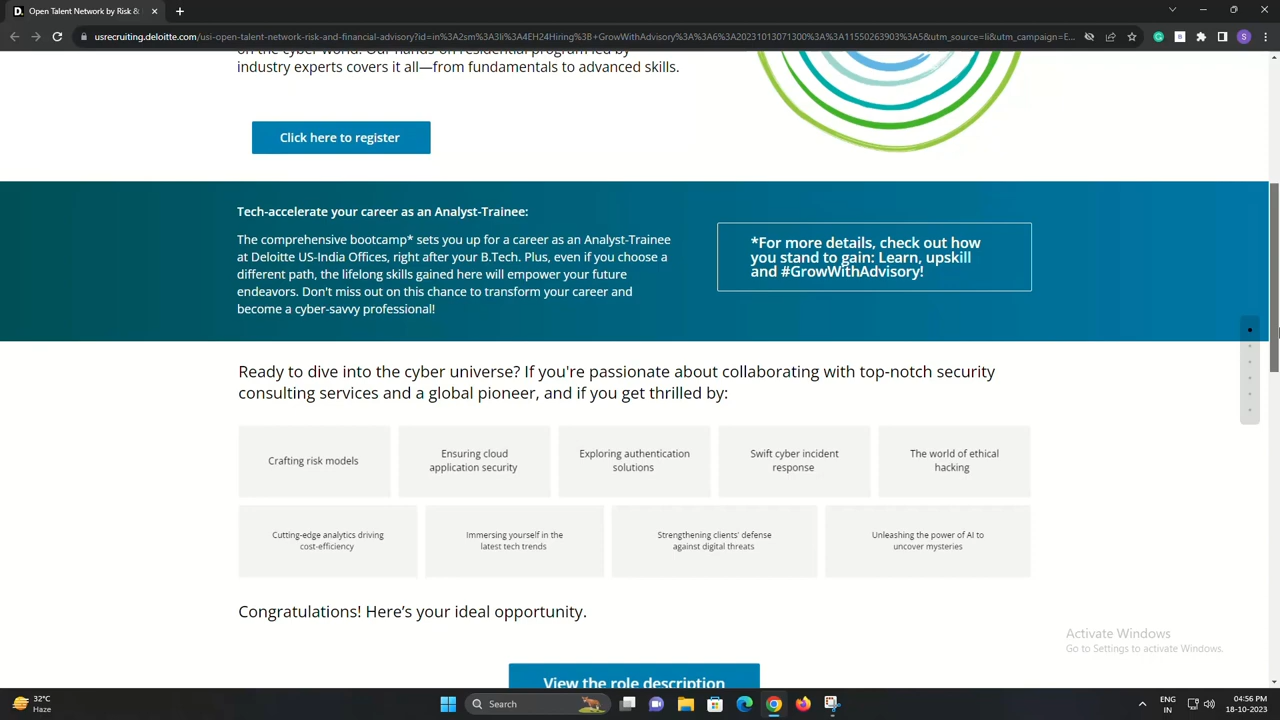 Open Talent Network by Risk &
usrecruiting.deloitte.com/usi-open-talent-network-risk-and-financial-advisory?id=in%2sm%3li%4EH24Hiring%3B+GrowWithAdvisory%3A%3A6%3A20231013071300%3A%3A11550263903%3A5&utm_source=li&utm_campaign=E...
on the cyber world. Our hands-on residential program led by
industry experts covers it all—from fundamentals to advanced skills.
Click here to register
Tech-accelerate your career as an Analyst-Trainee:
The comprehensive bootcamp* sets you up for a career as an Analyst-Trainee
at Deloitte US-India Offices, right after your B.Tech. Plus, even if you choose a
different path, the lifelong skills gained here will empower your future
endeavors. Don't miss out on this chance to transform your career and
become a cyber-savvy professional!
*For more details, check out how
you stand to gain: Learn, upskill
and #GrowWithAdvisory!
Ready to dive into the cyber universe? If you're passionate about collaborating with top-notch security
consulting services and a global pioneer, and if you get thrilled by:
Crafting risk models
Ensuring cloud
application security
Exploring authentication
solutions
Swift cyber incident
response
The world of ethical
hacking
Cutting-edge analytics driving
cost-efficiency
Immersing yourself in the
latest tech trends
Strengthening clients' defense
against digital threats
Unleashing the power of AI to
uncover mysteries
Congratulations! Here's your ideal opportunity.
View the role description
Activate Windows
Go to Settings to activate Windows.
32°C
Haze
Search
ENG
IN
04:56 PM
18-10-2023